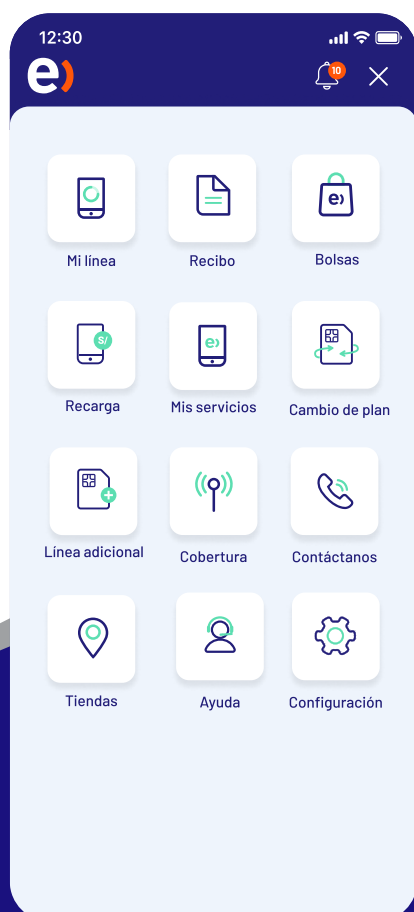 12:30
e)
10
Mi línea
Recibo
e)
Bolsas
S/
Recarga
e)
Mis servicios
Cambio de plan
Línea adicional
Cobertura
Contáctanos
Tiendas
Ayuda
Configuración